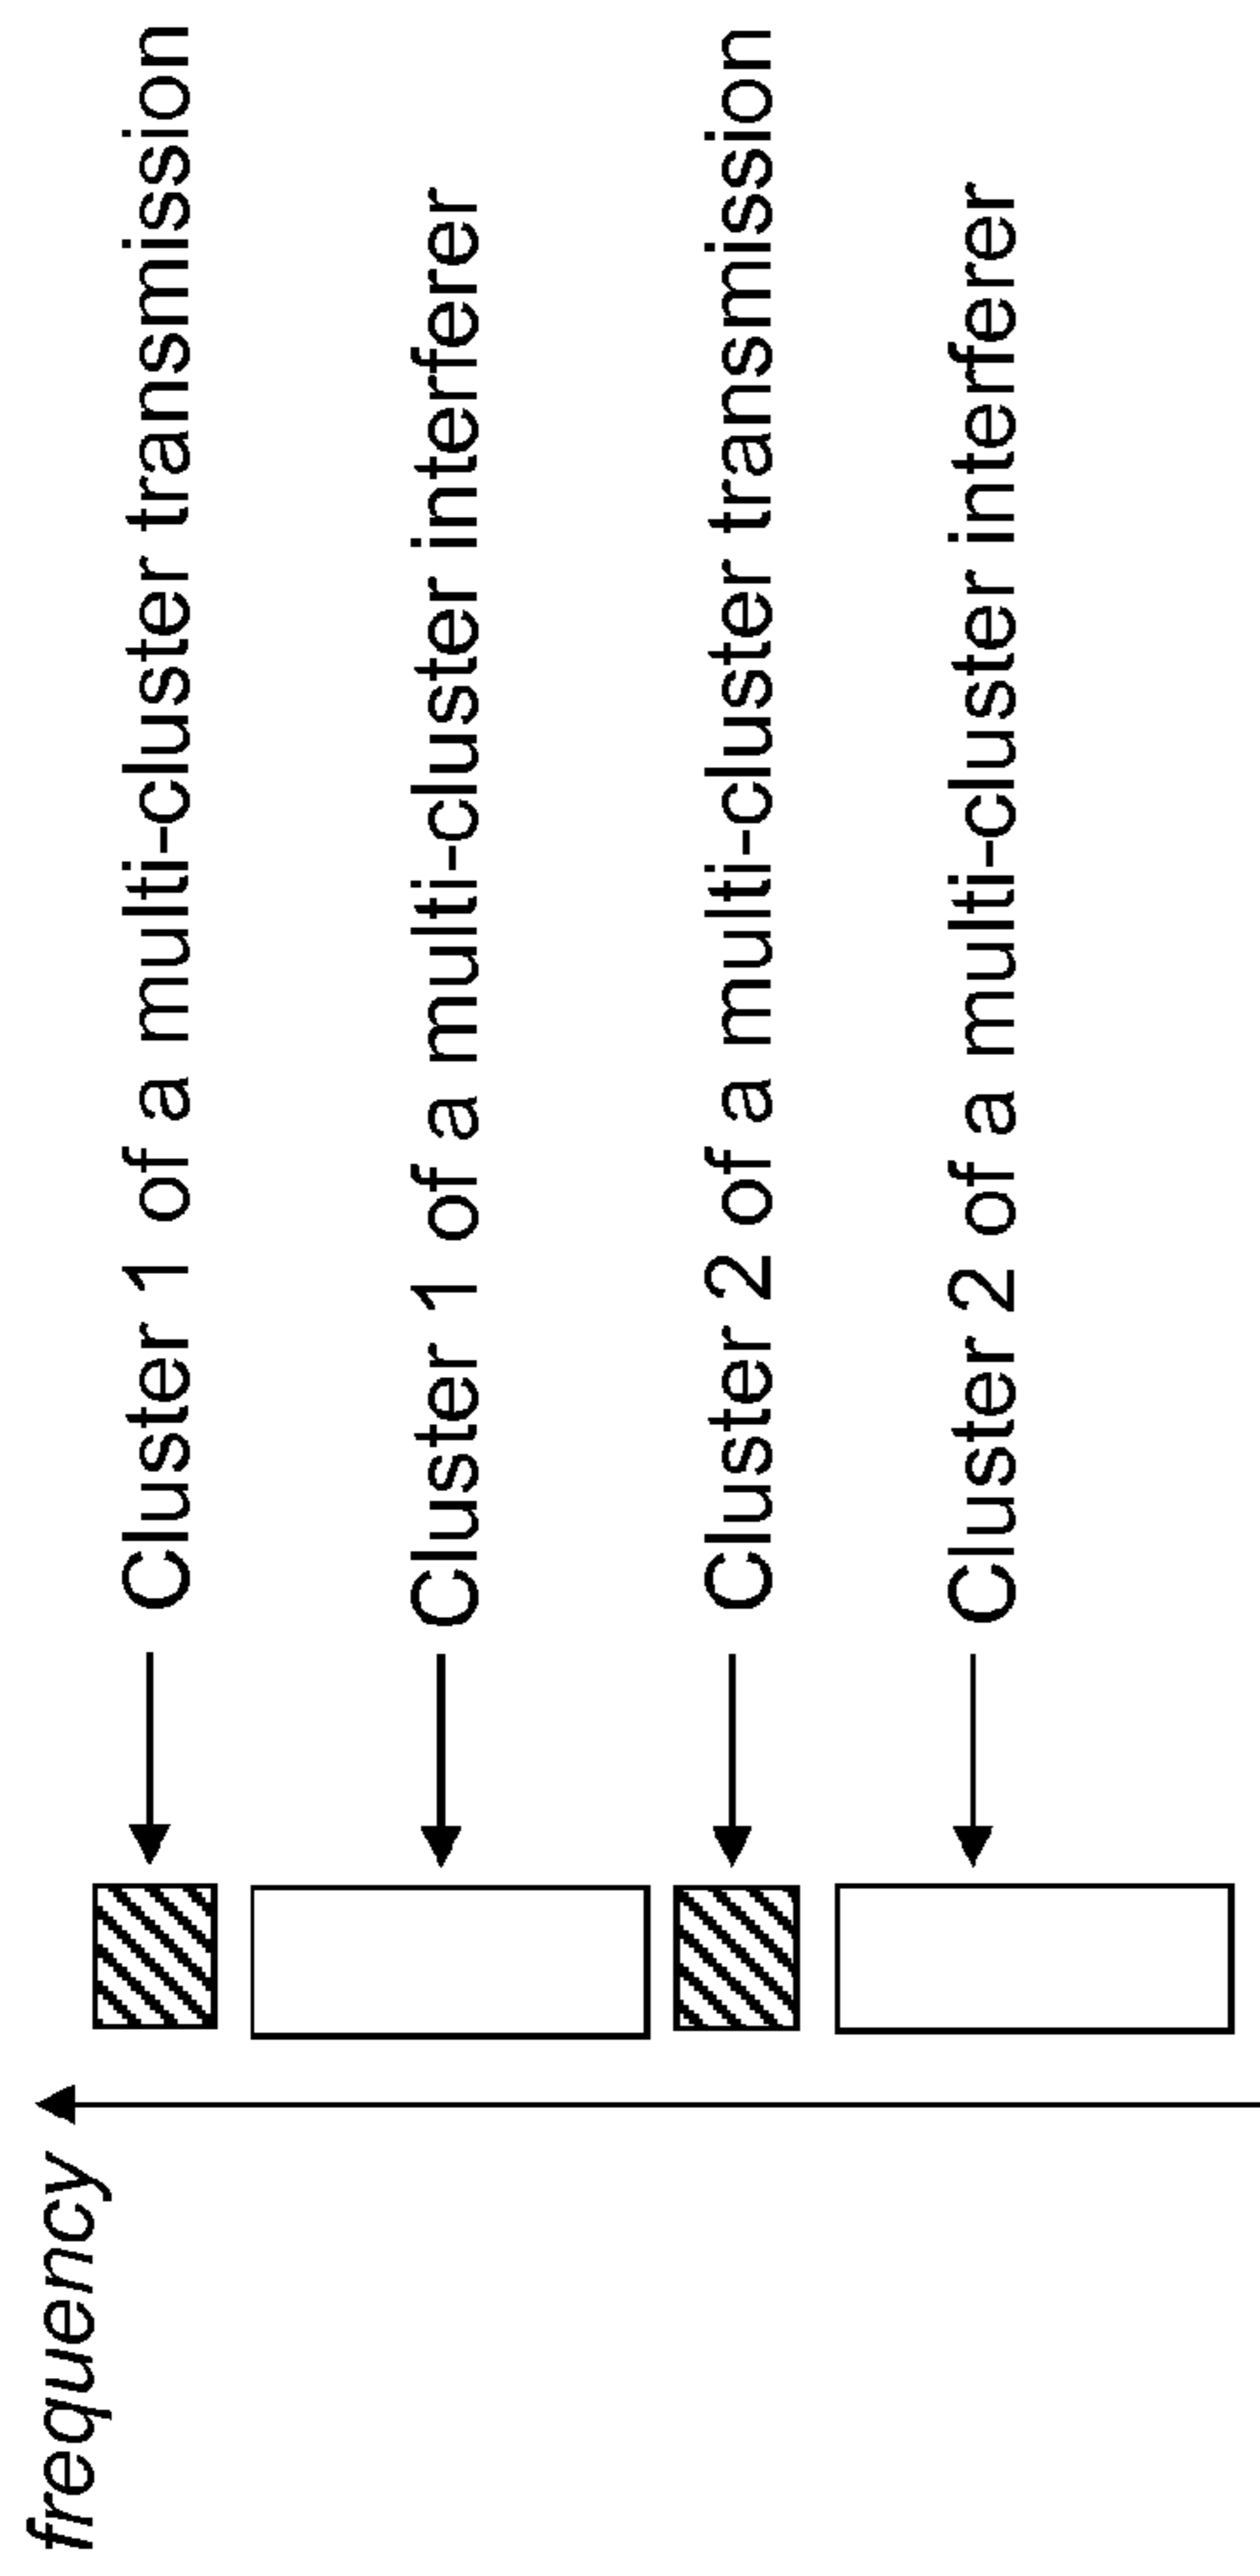 frequency
Cluster 1 of a multi-cluster transmission
Cluster 1 of a multi-cluster interferer
Cluster 2 of a multi-cluster transmission
Cluster 2 of a multi-cluster interferer